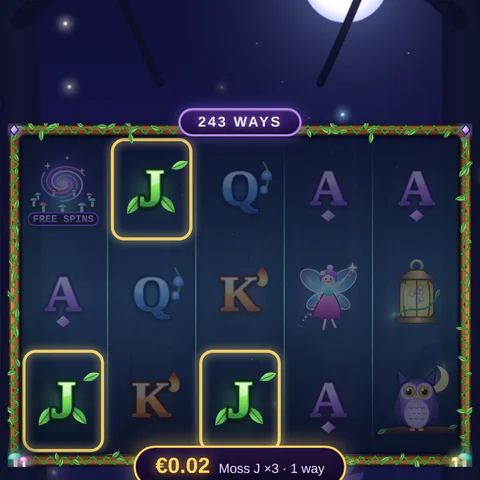 243 WAYS
J Q A A
FREE SPINS
A Q K
J K J A
€0.02 Moss J ×3 · 1 way